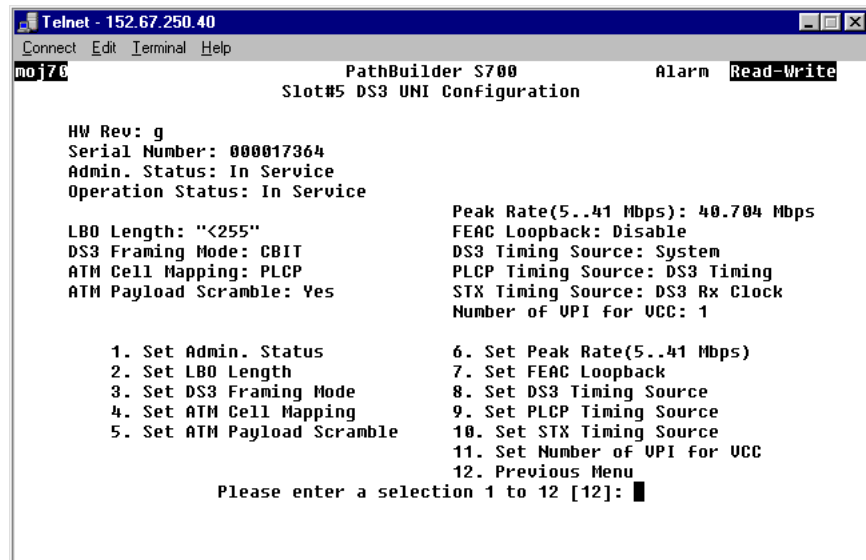 Telnet - 152.67.250.40
Connect Edit Terminal Help
moj70 PathBuilder S700 Alarm Read-Write
Slot#5 DS3 UNI Configuration
HW Rev: g
Serial Number: 000017364
Admin. Status: In Service
Operation Status: In Service
Peak Rate(5..41 Mbps): 40.704 Mbps
LBO Length: "<255" FEAC Loopback: Disable
DS3 Framing Mode: CBIT DS3 Timing Source: System
ATM Cell Mapping: PLCP PLCP Timing Source: DS3 Timing
ATM Payload Scramble: Yes STX Timing Source: DS3 Rx Clock
Number of VPI for VCC: 1
1. Set Admin. Status 6. Set Peak Rate(5..41 Mbps)
2. Set LBO Length 7. Set FEAC Loopback
3. Set DS3 Framing Mode 8. Set DS3 Timing Source
4. Set ATM Cell Mapping 9. Set PLCP Timing Source
5. Set ATM Payload Scramble 10. Set STX Timing Source
11. Set Number of VPI for VCC
12. Previous Menu
Please enter a selection 1 to 12 [12]: